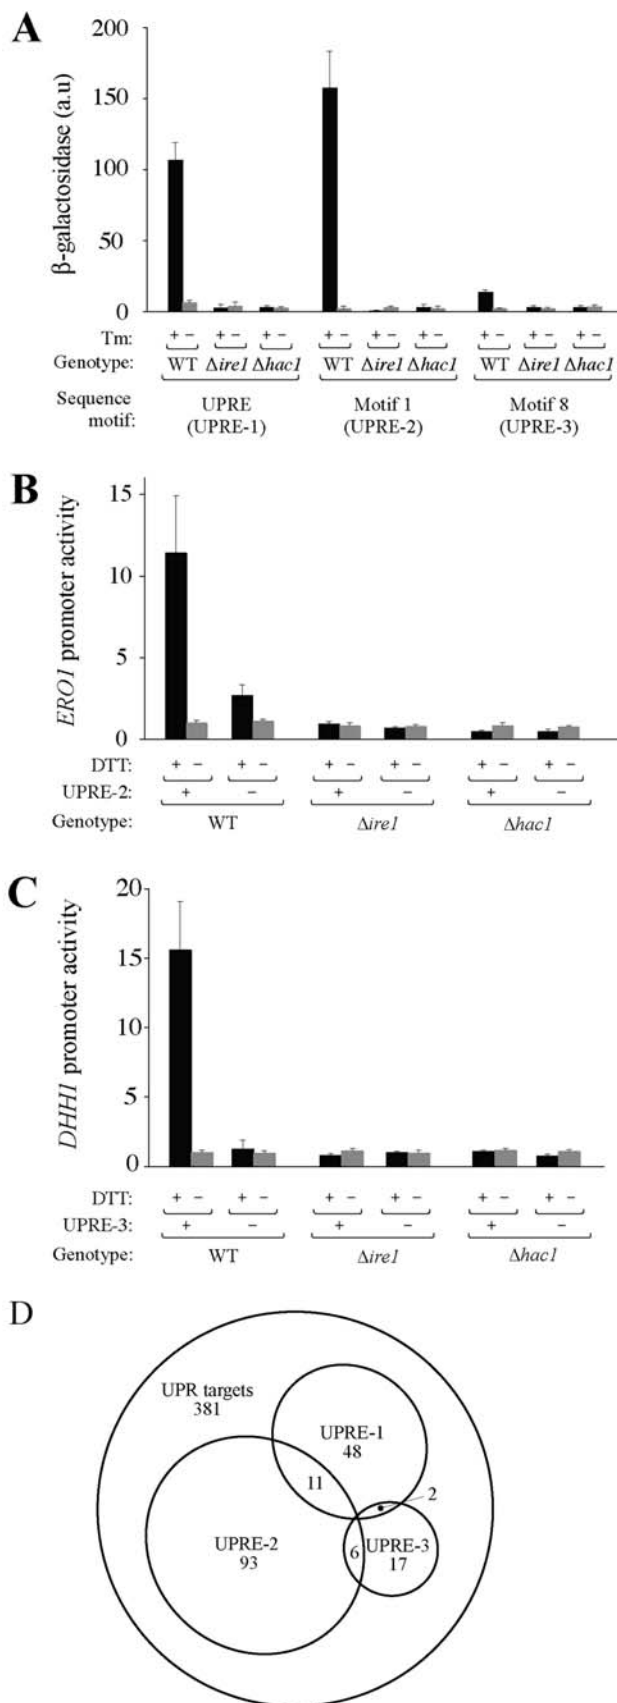 A
β-galactosidase (a.u)
200
150
100
50
0
Tm: + − + − + − + − + − + − + − + − + −
Genotype: WT Δire1 Δhac1 WT Δire1 Δhac1 WT Δire1 Δhac1
Sequence motif: UPRE (UPRE-1) Motif 1 (UPRE-2) Motif 8 (UPRE-3)
B
ERO1 promoter activity
15
10
5
0
DTT: + − + − + − + − + − + −
UPRE-2: + − + − + −
Genotype: WT Δire1 Δhac1
C
DHH1 promoter activity
20
15
10
5
0
DTT: + − + − + − + − + − + −
UPRE-3: + − + − + −
Genotype: WT Δire1 Δhac1
D
UPR targets
381
UPRE-1
48
11
2
UPRE-2
93
6
UPRE-3
17